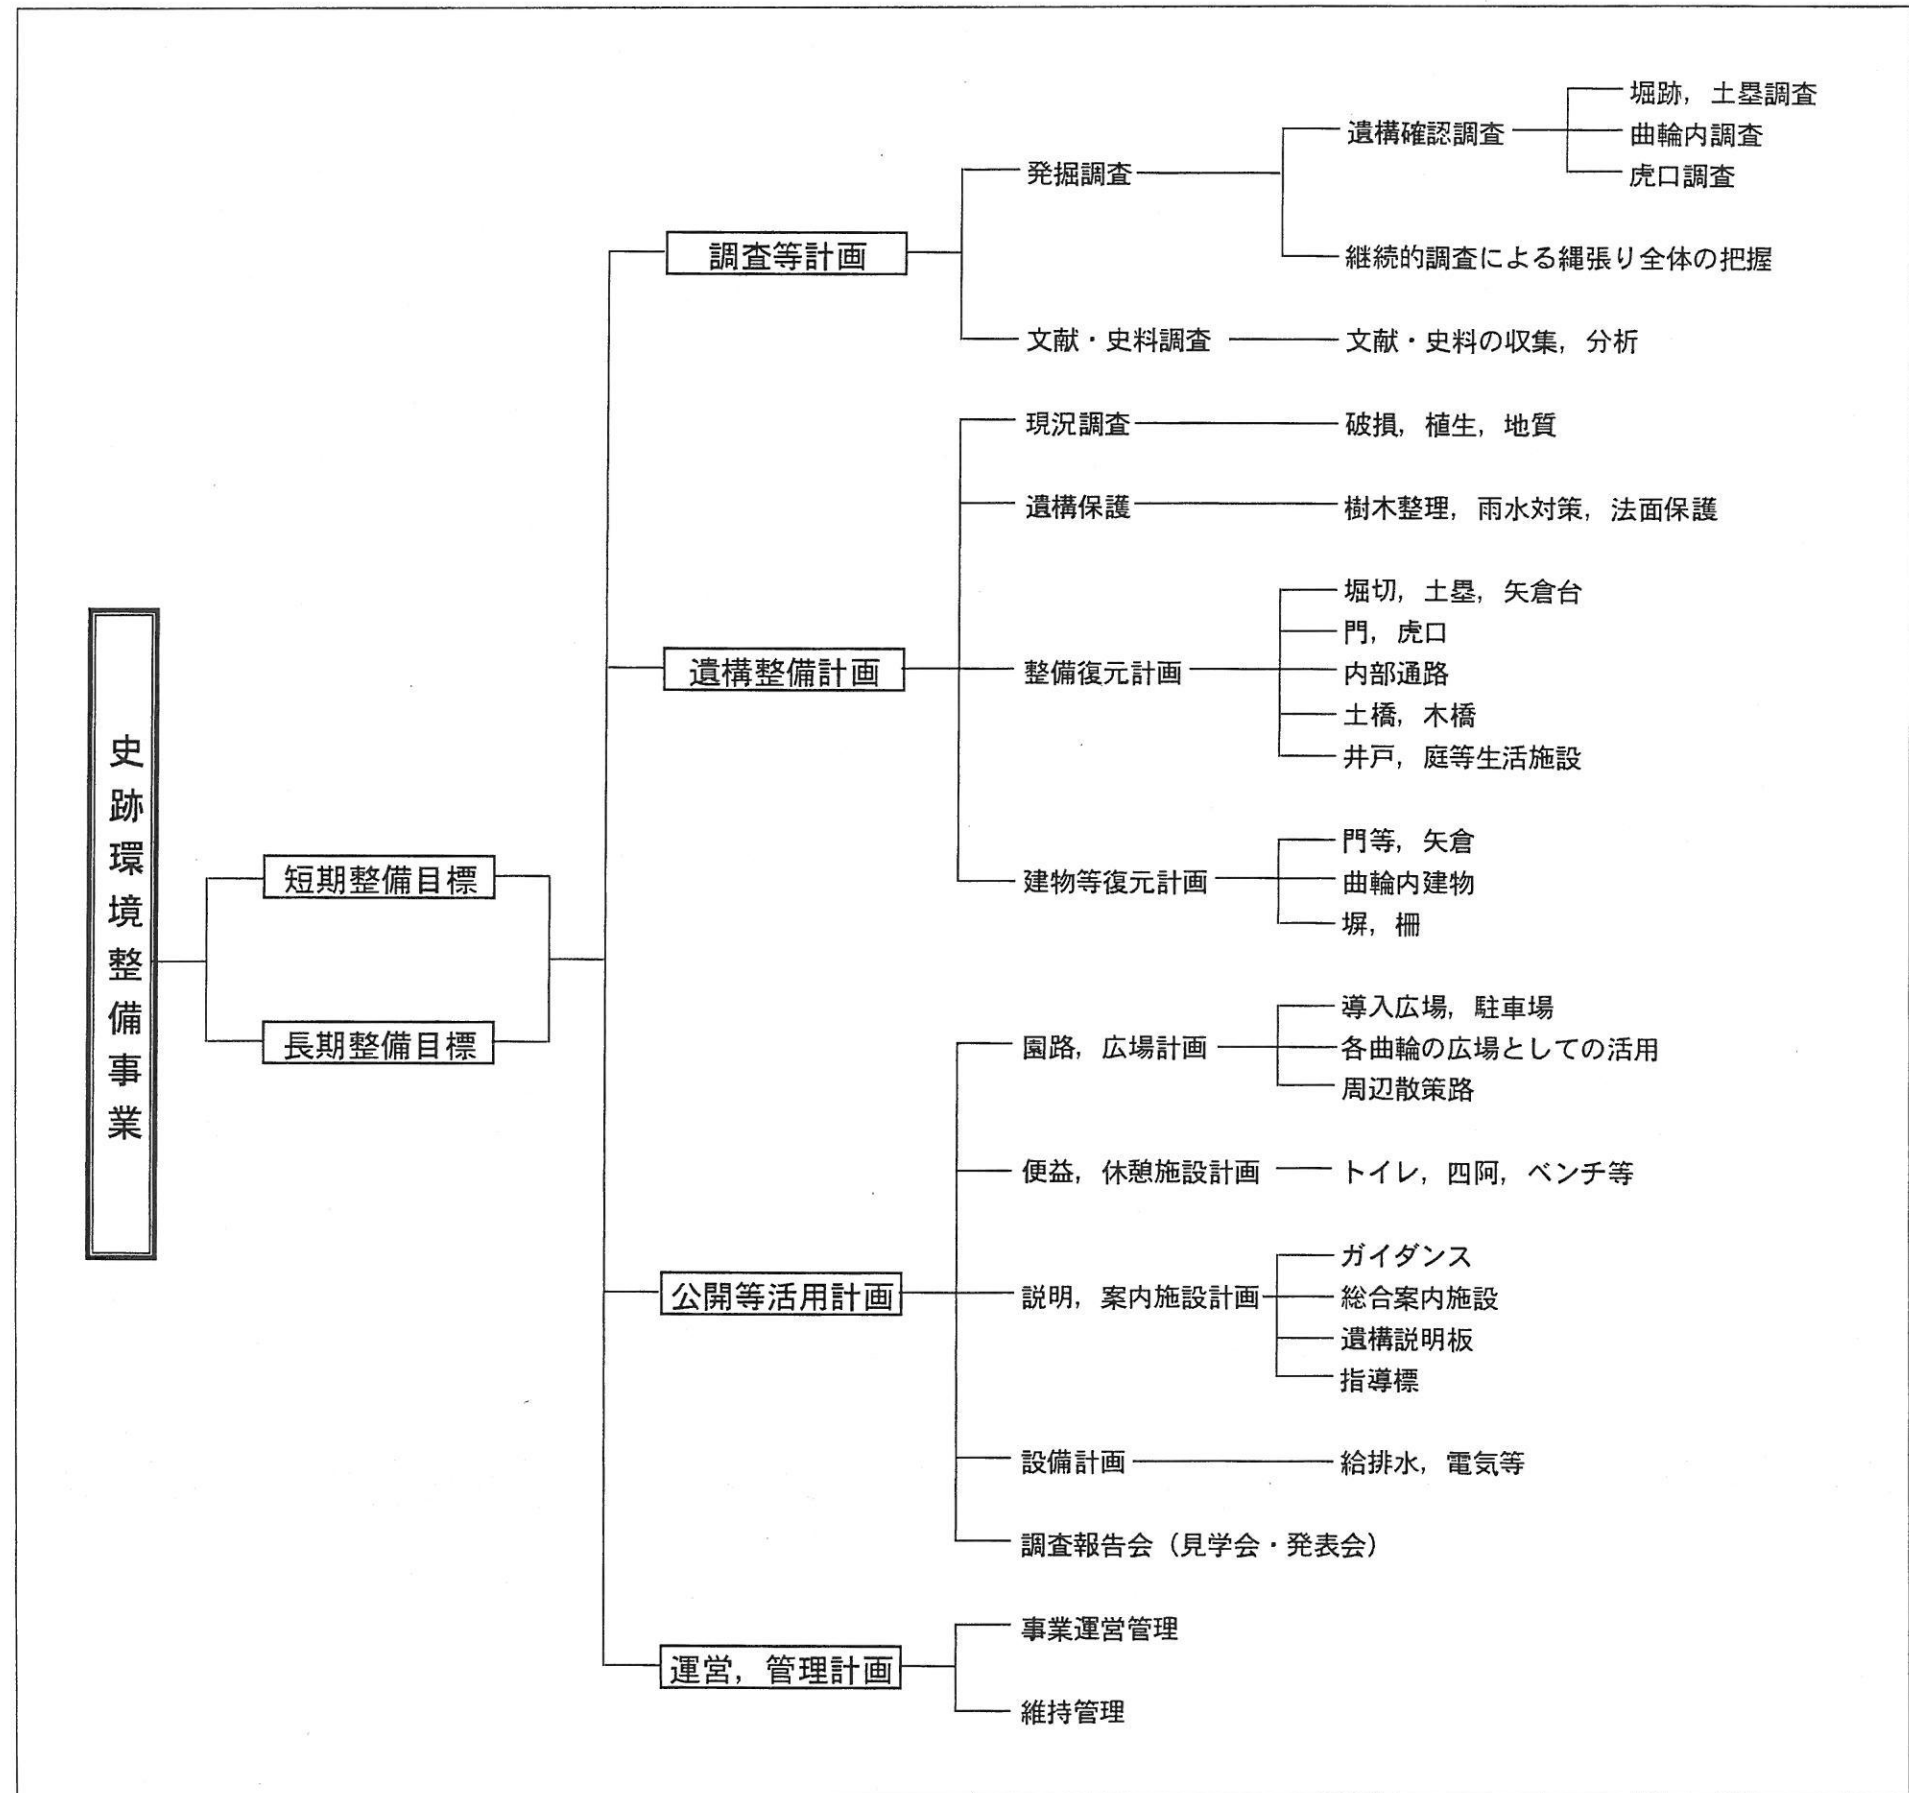 史跡環境整備事業
短期整備目標
長期整備目標
調査等計画
発掘調査
遺構確認調査
堀跡，土塁調査
曲輪内調査
虎口調査
継続的調査による縄張り全体の把握
文献・史料調査
文献・史料の収集，分析
遺構整備計画
現況調査
破損，植生，地質
遺構保護
樹木整理，雨水対策，法面保護
整備復元計画
堀切，土塁，矢倉台
門，虎口
内部通路
土橋，木橋
井戸，庭等生活施設
建物等復元計画
門等，矢倉
曲輪内建物
塀，柵
公開等活用計画
園路，広場計画
導入広場，駐車場
各曲輪の広場としての活用
周辺散策路
便益，休憩施設計画
トイレ，四阿，ベンチ等
説明，案内施設計画
ガイダンス
総合案内施設
遺構説明板
指導標
設備計画
給排水，電気等
調査報告会（見学会・発表会）
運営，管理計画
事業運営管理
維持管理